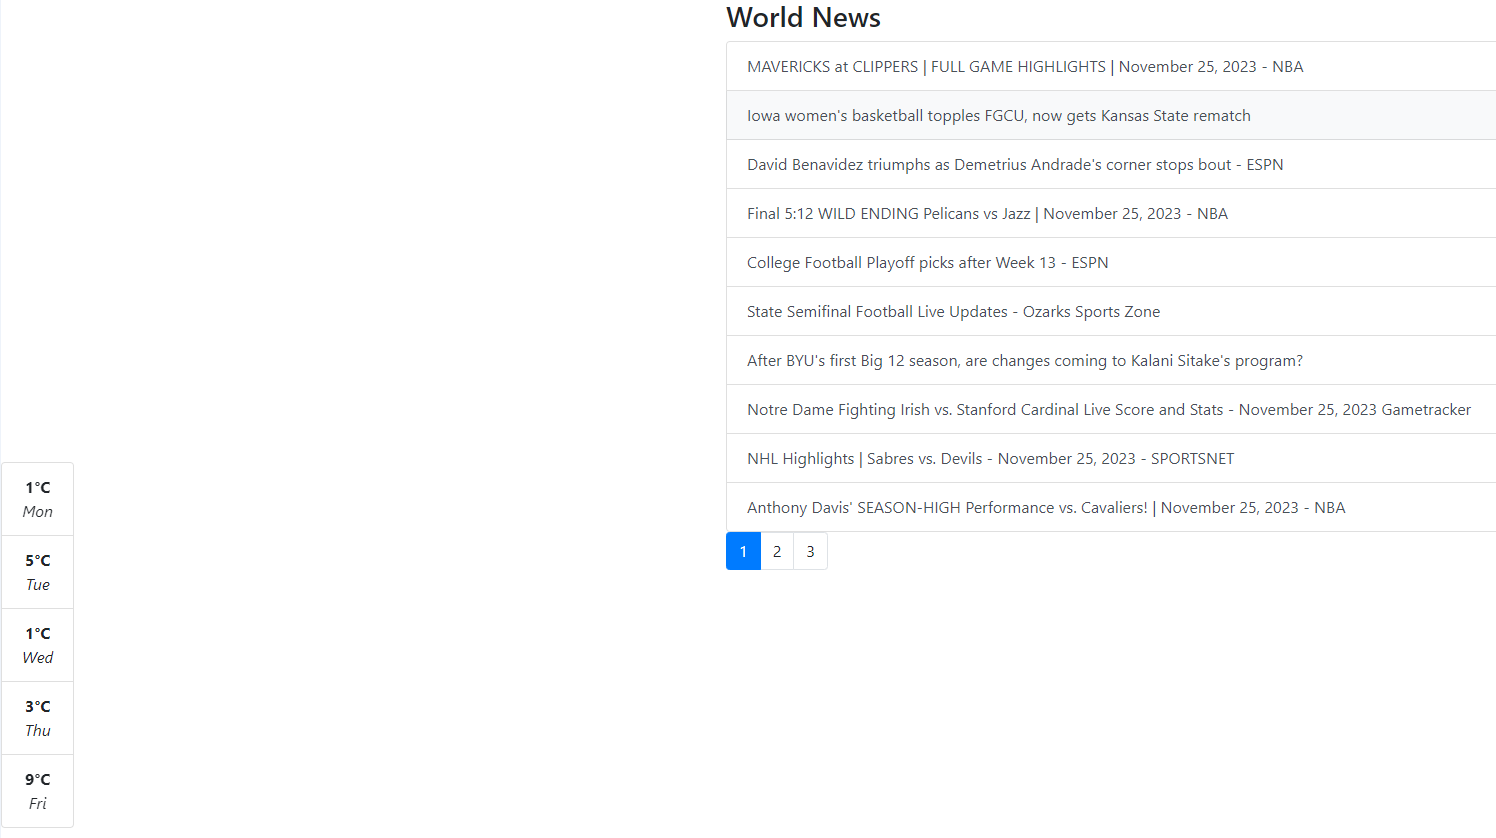 World News
MAVERICKS at CLIPPERS | FULL GAME HIGHLIGHTS | November 25, 2023 - NBA
Iowa women's basketball topples FGCU, now gets Kansas State rematch
David Benavidez triumphs as Demetrius Andrade's corner stops bout - ESPN
Final 5:12 WILD ENDING Pelicans vs Jazz | November 25, 2023 - NBA
College Football Playoff picks after Week 13 - ESPN
State Semifinal Football Live Updates - Ozarks Sports Zone
After BYU's first Big 12 season, are changes coming to Kalani Sitake's program?
Notre Dame Fighting Irish vs. Stanford Cardinal Live Score and Stats - November 25, 2023 Gametracker
NHL Highlights | Sabres vs. Devils - November 25, 2023 - SPORTSNET
Anthony Davis' SEASON-HIGH Performance vs. Cavaliers! | November 25, 2023 - NBA
1 2 3
1°C
Mon
5°C
Tue
1°C
Wed
3°C
Thu
9°C
Fri